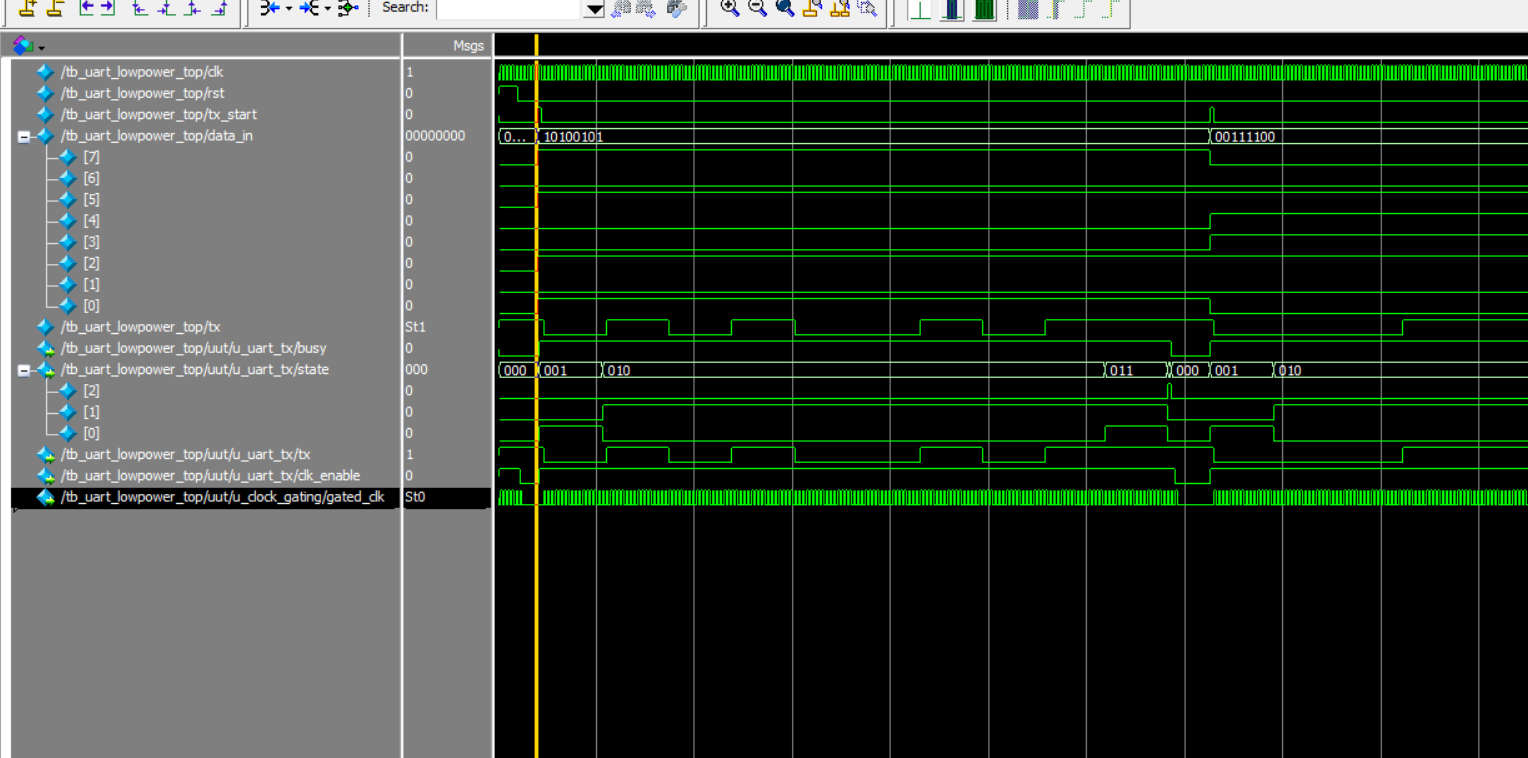 Search:
Msgs
/tb_uart_lowpower_top/clk 1
/tb_uart_lowpower_top/rst 0
/tb_uart_lowpower_top/tx_start 0
/tb_uart_lowpower_top/data_in 00000000 0... 10100101 00111100
[7] 0
[6] 0
[5] 0
[4] 0
[3] 0
[2] 0
[1] 0
[0] 0
/tb_uart_lowpower_top/tx St1
/tb_uart_lowpower_top/uut/u_uart_tx/busy 0
/tb_uart_lowpower_top/uut/u_uart_tx/state 000 000 001 010 011 000 001 010
[2] 0
[1] 0
[0] 0
/tb_uart_lowpower_top/uut/u_uart_tx/tx 1
/tb_uart_lowpower_top/uut/u_uart_tx/clk_enable 0
/tb_uart_lowpower_top/uut/u_clock_gating/gated_clk St0